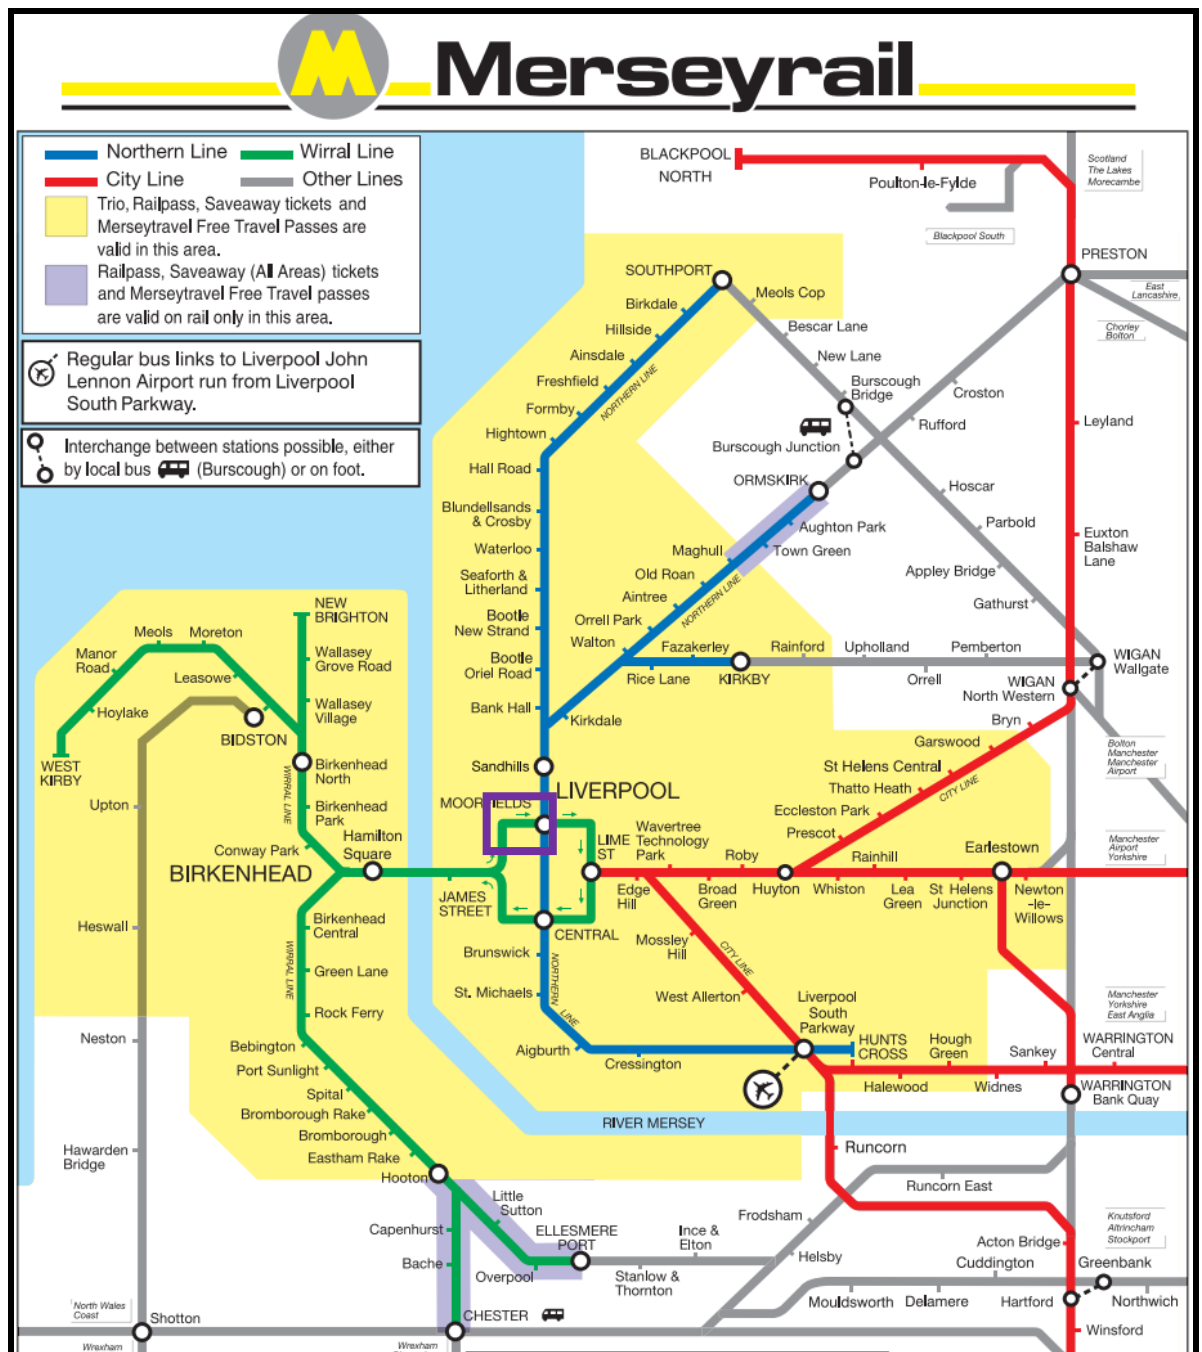 Merseyrail
Northern Line
Wirral Line
City Line
Other Lines
Trio, Railpass, Saveaway tickets and
Merseytravel Free Travel Passes are
valid in this area.
Railpass, Saveaway (All Areas) tickets
and Merseytravel Free Travel passes
are valid on rail only in this area.
Regular bus links to Liverpool John
Lennon Airport run from Liverpool
South Parkway.
Interchange between stations possible, either
by local bus (Burscough) or on foot.
BLACKPOOL
NORTH
Poulton-le-Fylde
Scotland
The Lakes
Morecambe
Blackpool South
PRESTON
East
Lancashire
Chorley
Bolton
SOUTHPORT
Meols Cop
Birkdale
Bescar Lane
Hillside
New Lane
Ainsdale
Burscough
Bridge
Freshfield
NORTHERN LINE
Croston
Formby
Rufford
Leyland
Hightown
Burscough Junction
Hall Road
ORMSKIRK
Hoscar
Blundellsands
& Crosby
Aughton Park
Parbold
Euxton
Balshaw
Lane
Waterloo
Maghull
Town Green
Seaforth &
Litherland
Old Roan
Appley Bridge
Aintree
NORTHERN LINE
Gathurst
Bootle
New Strand
Orrell Park
Walton
Fazakerley
Rainford
Upholland
Pemberton
WIGAN
Wallgate
Bootle
Oriel Road
Rice Lane
KIRKBY
Orrell
WIGAN
North Western
Bank Hall
Kirkdale
Bryn
Garswood
Bolton
Manchester
Manchester
Airport
Sandhills
St Helens Central
Thatto Heath
CITY LINE
Eccleston Park
Prescot
NEW
BRIGHTON
Meols
Moreton
Manor
Road
Wallasey
Grove Road
Leasowe
Hoylake
Wallasey
Village
BIDSTON
WEST
KIRBY
Birkenhead
North
WIRRAL LINE
Upton
Birkenhead
Park
Hamilton
Square
Conway Park
BIRKENHEAD
MOORFIELDS
LIVERPOOL
LIME
ST
Wavertree
Technology
Park
Roby
Rainhill
Earlestown
Manchester
Airport
Yorkshire
JAMES
STREET
Edge
Hill
Broad
Green
Huyton
Whiston
Lea
Green
St Helens
Junction
Newton
-le-
Willows
Birkenhead
Central
CENTRAL
Heswall
WIRRAL LINE
Green Lane
Brunswick
NORTHERN
LINE
Mossley
Hill
CITY LINE
St. Michaels
West Allerton
Liverpool
South
Parkway
Manchester
Yorkshire
East Anglia
Rock Ferry
Neston
Bebington
Aigburth
Cressington
HUNTS
CROSS
Hough
Green
Sankey
WARRINGTON
Central
Port Sunlight
Halewood
Widnes
WARRINGTON
Bank Quay
Spital
Bromborough Rake
RIVER MERSEY
Bromborough
Hawarden
Bridge
Eastham Rake
Runcorn
Hooton
Runcorn East
Little
Sutton
Capenhurst
ELLESMERE
PORT
Ince &
Elton
Frodsham
Knutsford
Altrincham
Stockport
Bache
Helsby
Acton Bridge
Overpool
Stanlow &
Thornton
Cuddington
Greenbank
Mouldsworth
Delamere
Hartford
Northwich
North Wales
Coast
Shotton
CHESTER
Winsford
Wrexham
Wrexham